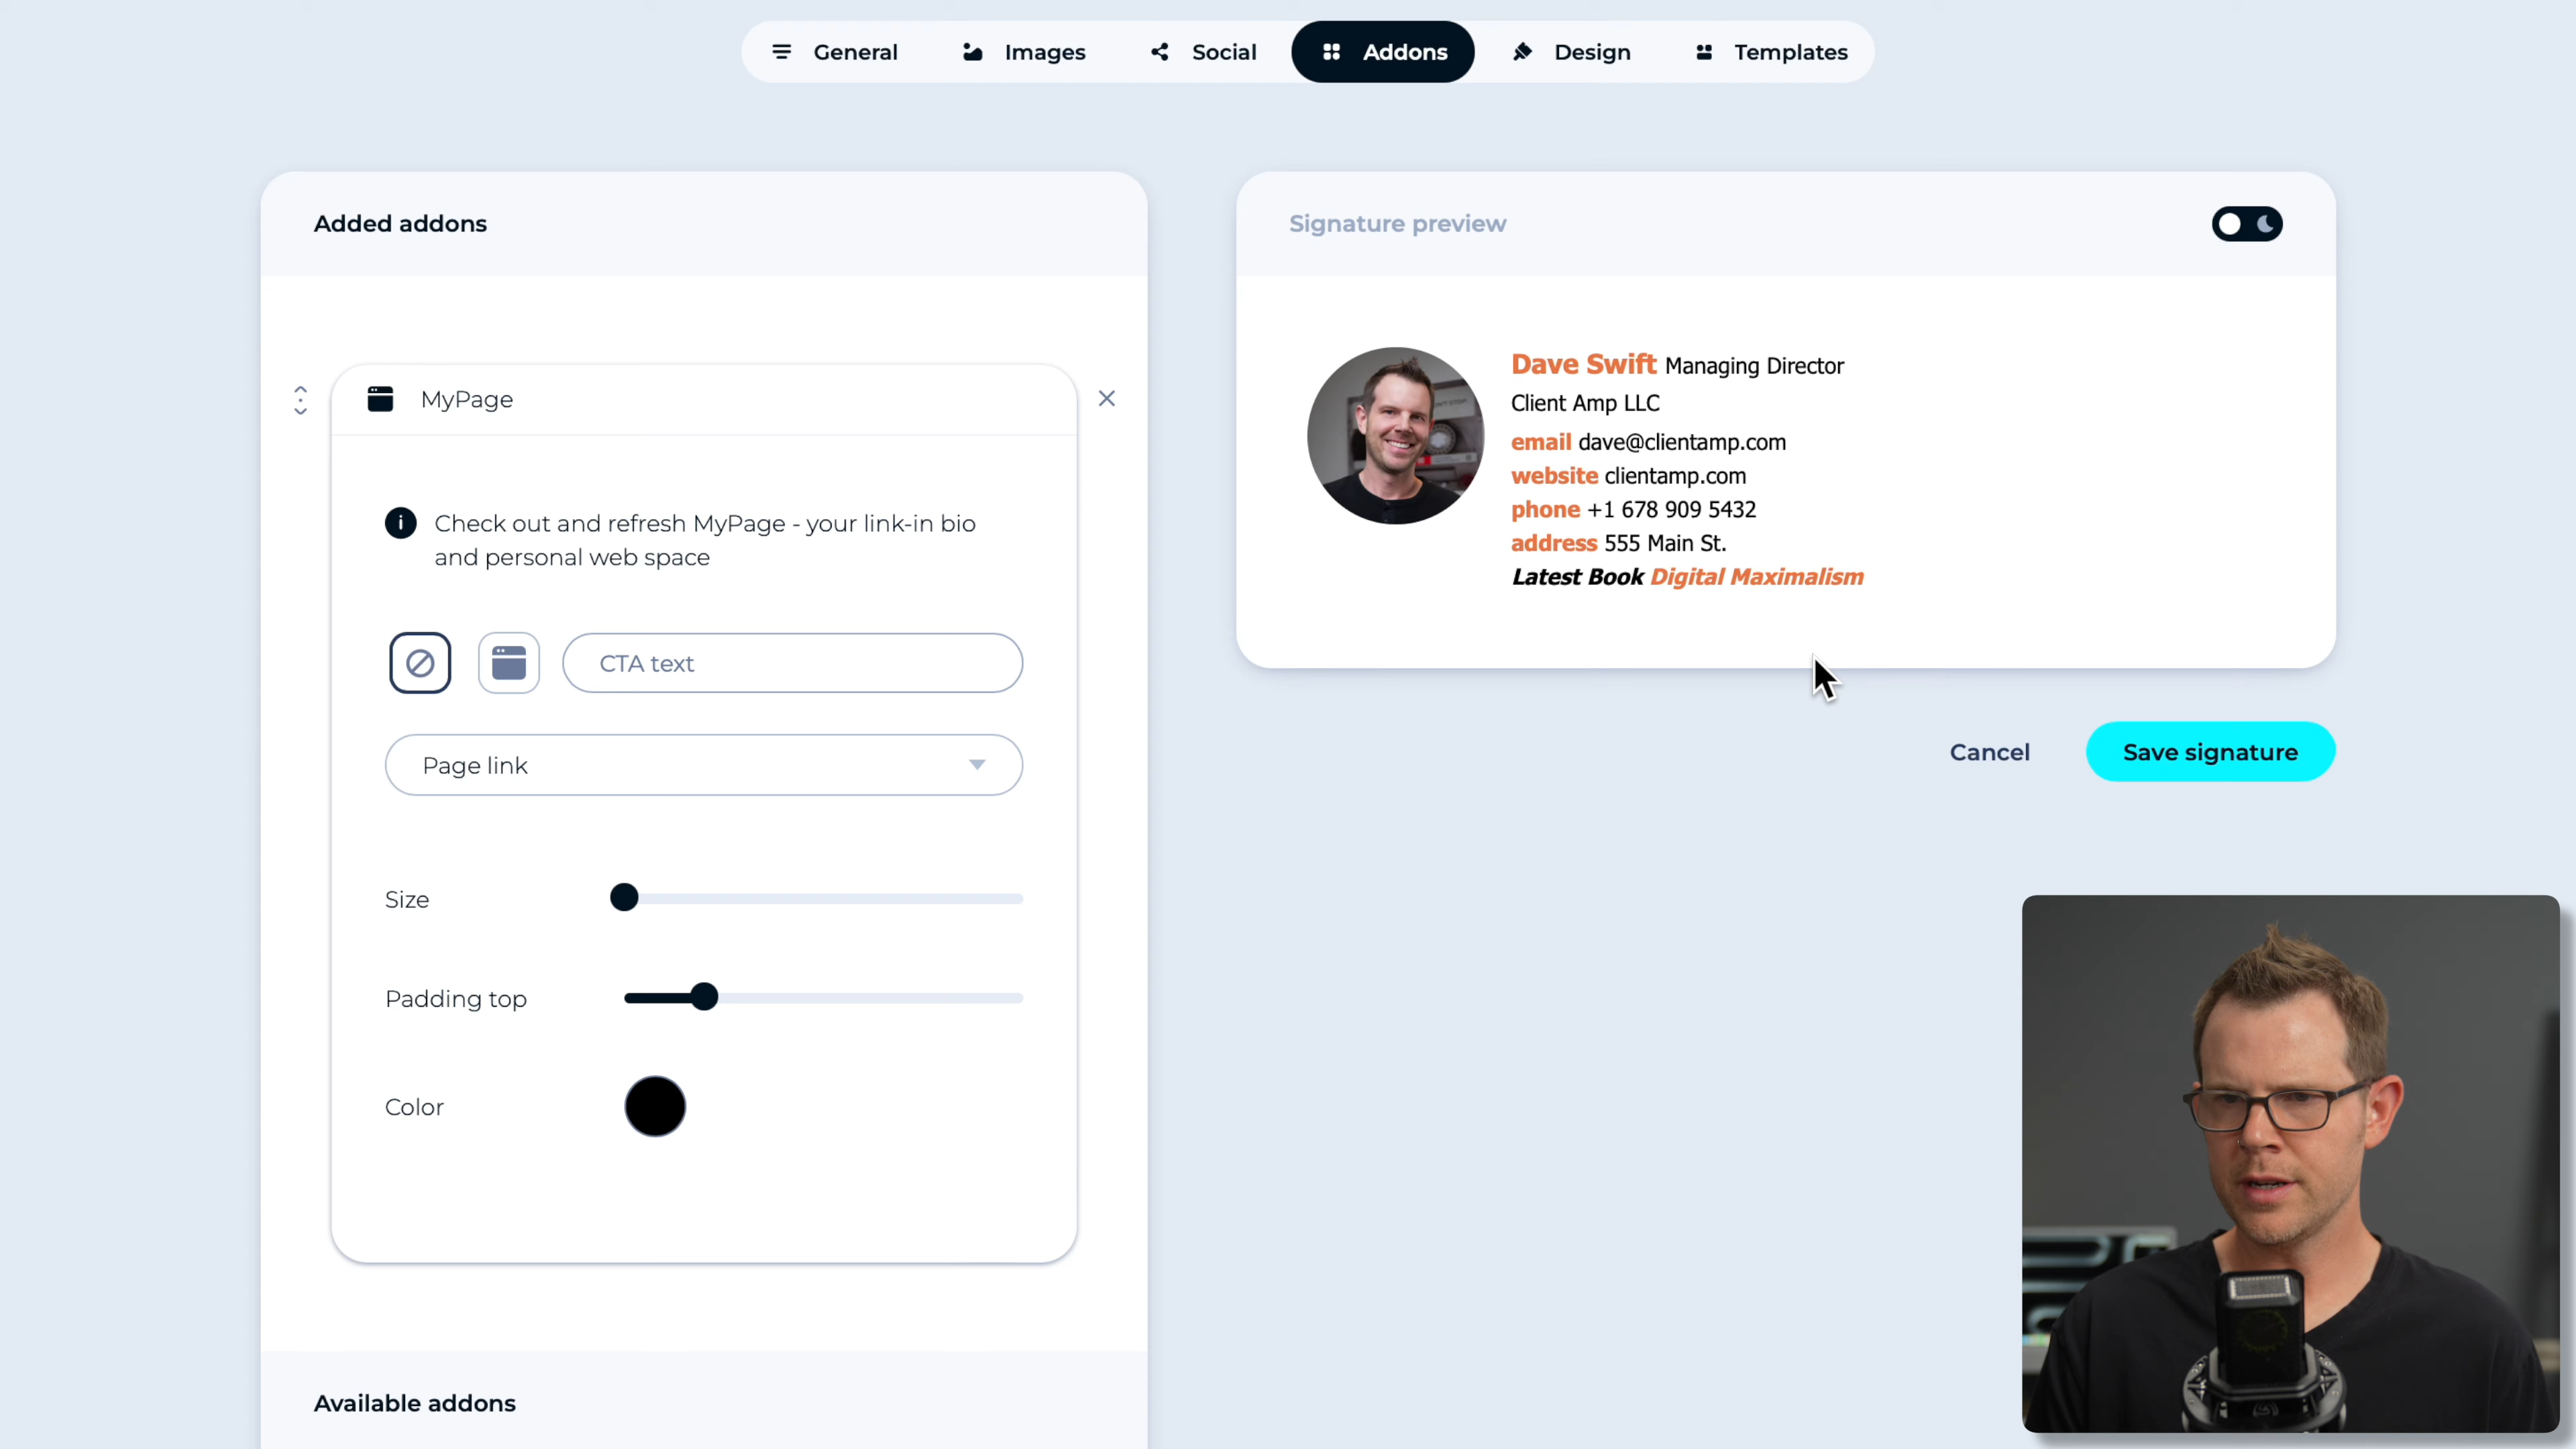 General
Images
Social
Addons
Design
Templates
Added addons
MyPage
Check out and refresh MyPage - your link-in bio
and personal web space
CTA text
Page link
Size
Padding top
Color
Available addons
Signature preview
Dave Swift Managing Director
Client Amp LLC
email dave@clientamp.com
website clientamp.com
phone +1 678 909 5432
address 555 Main St.
Latest Book Digital Maximalism
Cancel
Save signature